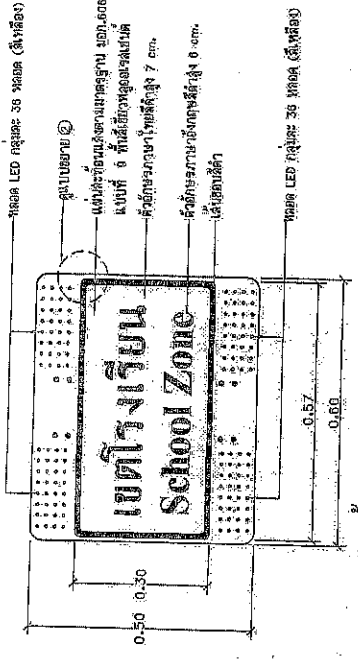 หลอด LED กลุ่มละ 36 หลอด (สีเหลือง)
ดูแบบขยาย ②
แผ่นสะท้อนแสงตามมาตรฐาน มอก.606
แบบที่ 6 พื้นสีเขียวฟลูออเรสเซนต์
ตัวอักษรภาษาไทยสีดำสูง 7 cm.
ตัวอักษรภาษาอังกฤษสีดำสูง 6 cm.
เส้นขอบสีดำ
หลอด LED กลุ่มละ 36 หลอด (สีเหลือง)
เขตโรงเรียน
School Zone
0.50
0.30
0.57
0.60